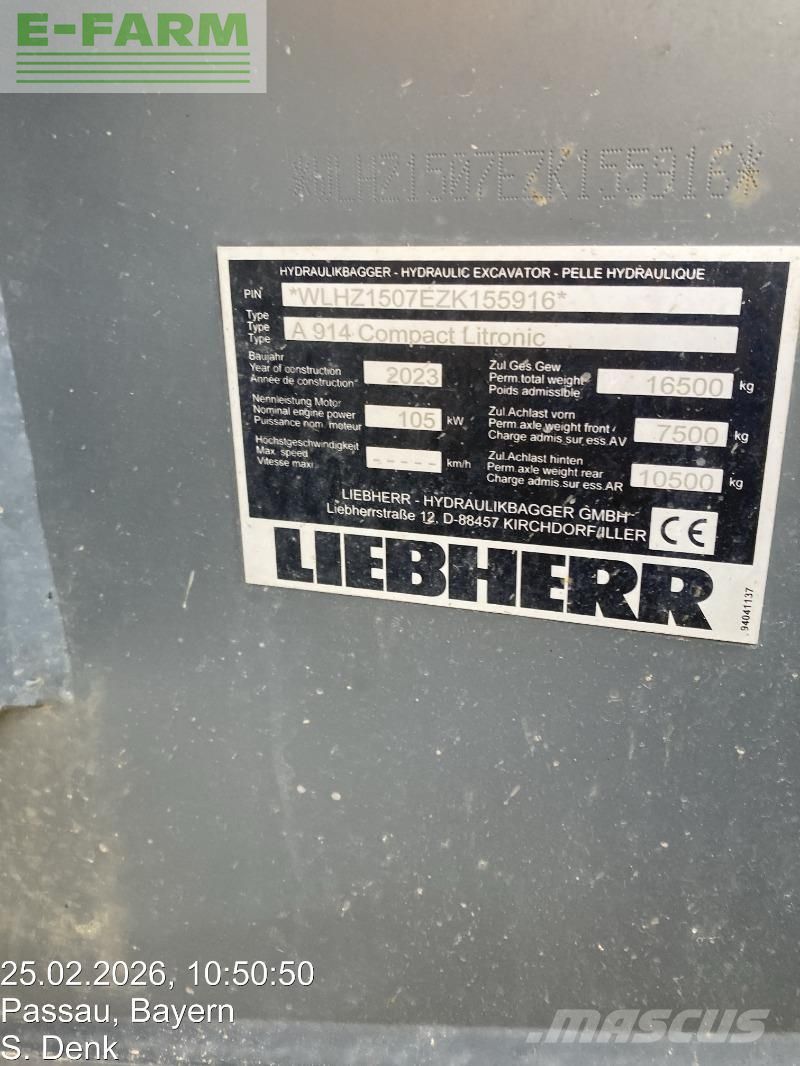 E-FARM
*WLHZ1507EZK155916*
HYDRAULIKBAGGER - HYDRAULIC EXCAVATOR - PELLE HYDRAULIQUE
PIN *WLHZ1507EZK155916*
Type
Type A 914 Compact Litronic
Type
Baujahr
Year of construction 2023
Année de construction
Nennleistung Motor
Nominal engine power 105 kW
Puissance nom. moteur
Höchstgeschwindigkeit
Max. speed ----- km/h
Vitesse maxi
Zul.Ges.Gew
Perm.total weight 16500 kg
Poids admissible
Zul.Achlast vorn
Perm.axle weight front 7500 kg
Charge admis.sur ess.AV
Zul.Achlast hinten
Perm.axle weight rear 10500 kg
Charge admis.sur ess.AR
LIEBHERR - HYDRAULIKBAGGER GMBH
Liebherrstraße 12, D-88457 KIRCHDORF/ILLER
CE
LIEBHERR
94041137
25.02.2026, 10:50:50
Passau, Bayern
S. Denk
MASCUS